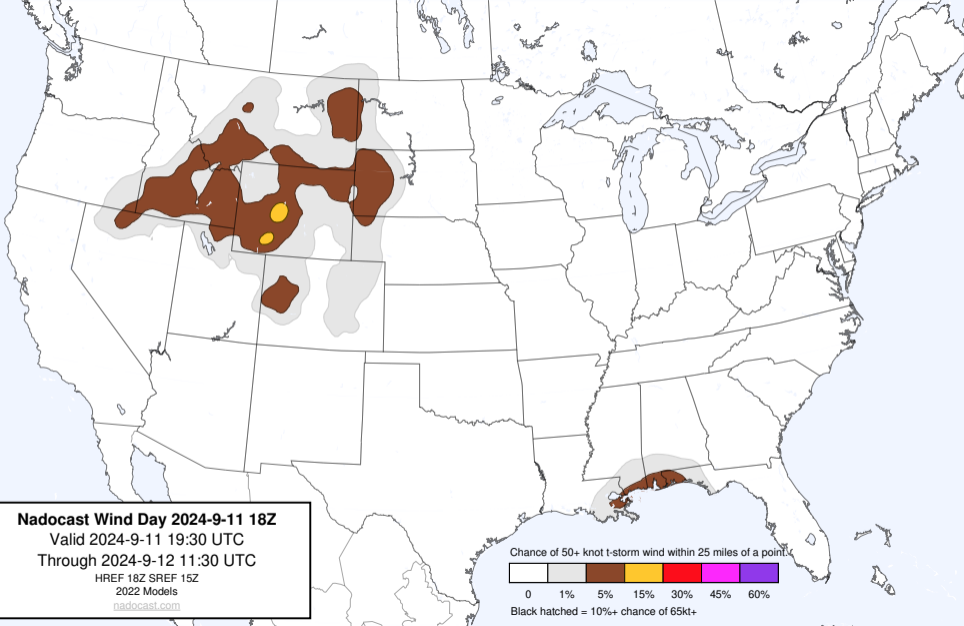 Nadocast Wind Day 2024-9-11 18Z
Valid 2024-9-11 19:30 UTC
Through 2024-9-12 11:30 UTC
HREF 18Z SREF 15Z
2022 Models
nadocast.com
Chance of 50+ knot t-storm wind within 25 miles of a point.
0 1% 5% 15% 30% 45% 60%
Black hatched = 10%+ chance of 65kt+